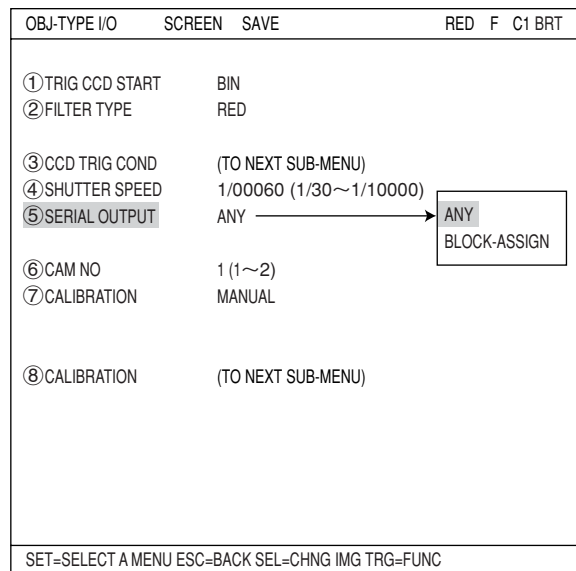 OBJ-TYPE I/O SCREEN SAVE RED F C1 BRT
①TRIG CCD START BIN
②FILTER TYPE RED
③CCD TRIG COND (TO NEXT SUB-MENU)
④SHUTTER SPEED 1/00060 (1/30～1/10000)
⑤SERIAL OUTPUT ANY ANY
BLOCK-ASSIGN
⑥CAM NO 1 (1～2)
⑦CALIBRATION MANUAL
⑧CALIBRATION (TO NEXT SUB-MENU)
SET=SELECT A MENU ESC=BACK SEL=CHNG IMG TRG=FUNC